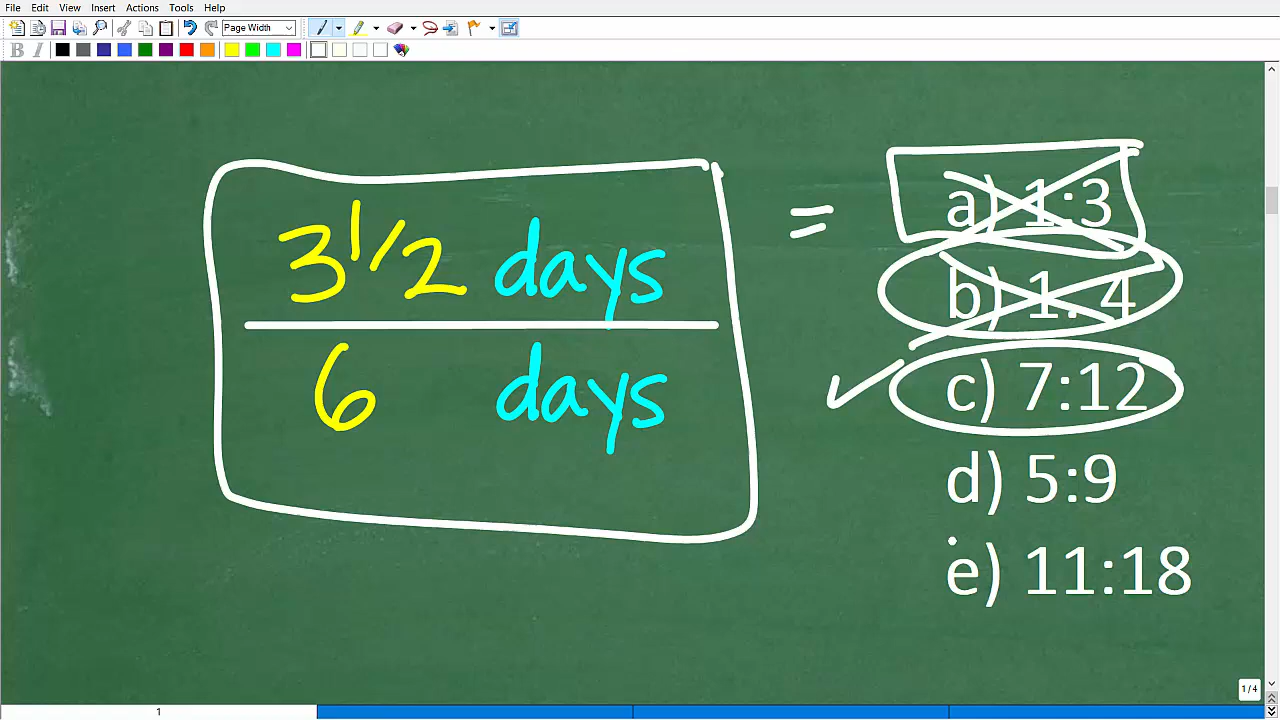 File Edit View Insert Actions Tools Help
Page Width
B I
3 1/2 days
6 days
=
a) 1:3
b) 1:4
c) 7:12
d) 5:9
e) 11:18
1/4
1